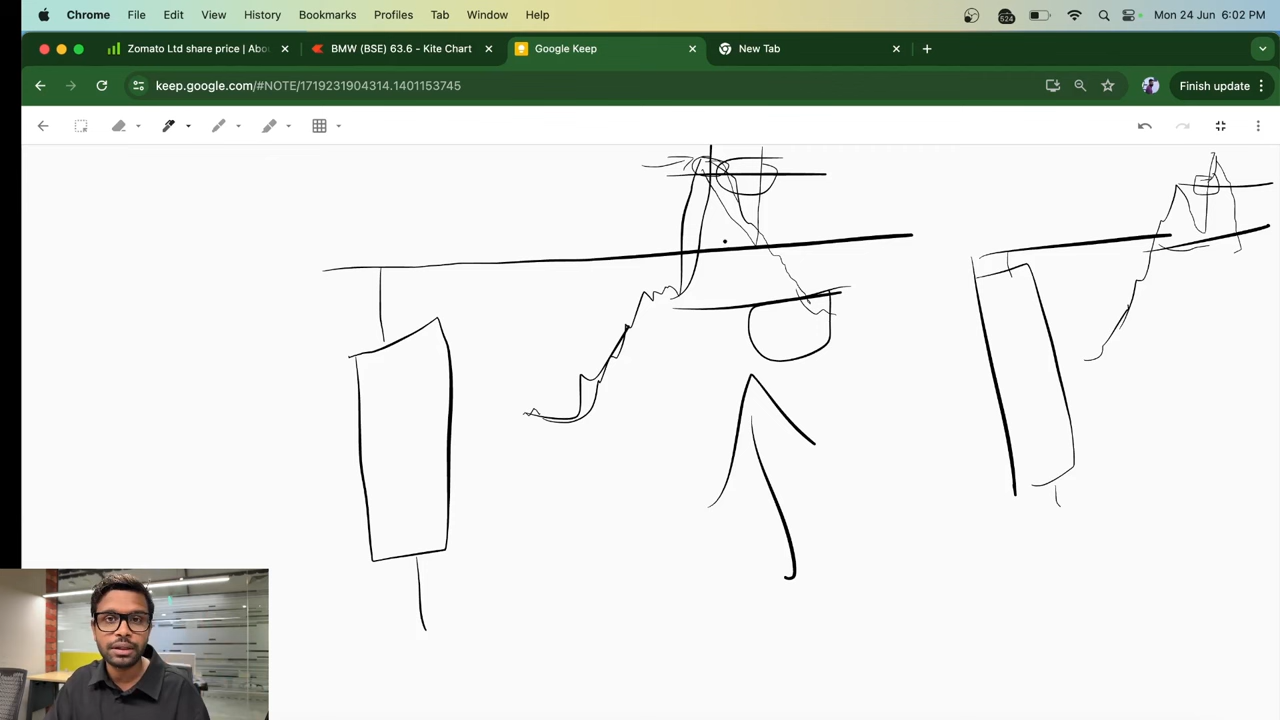 Chrome File Edit View History Bookmarks Profiles Tab Window Help 524 Mon 24 Jun 6:02 PM
Zomato Ltd share price | Abo BMW (BSE) 63.6 - Kite Chart Google Keep New Tab
keep.google.com/#NOTE/1719231904314.1401153745 Finish update